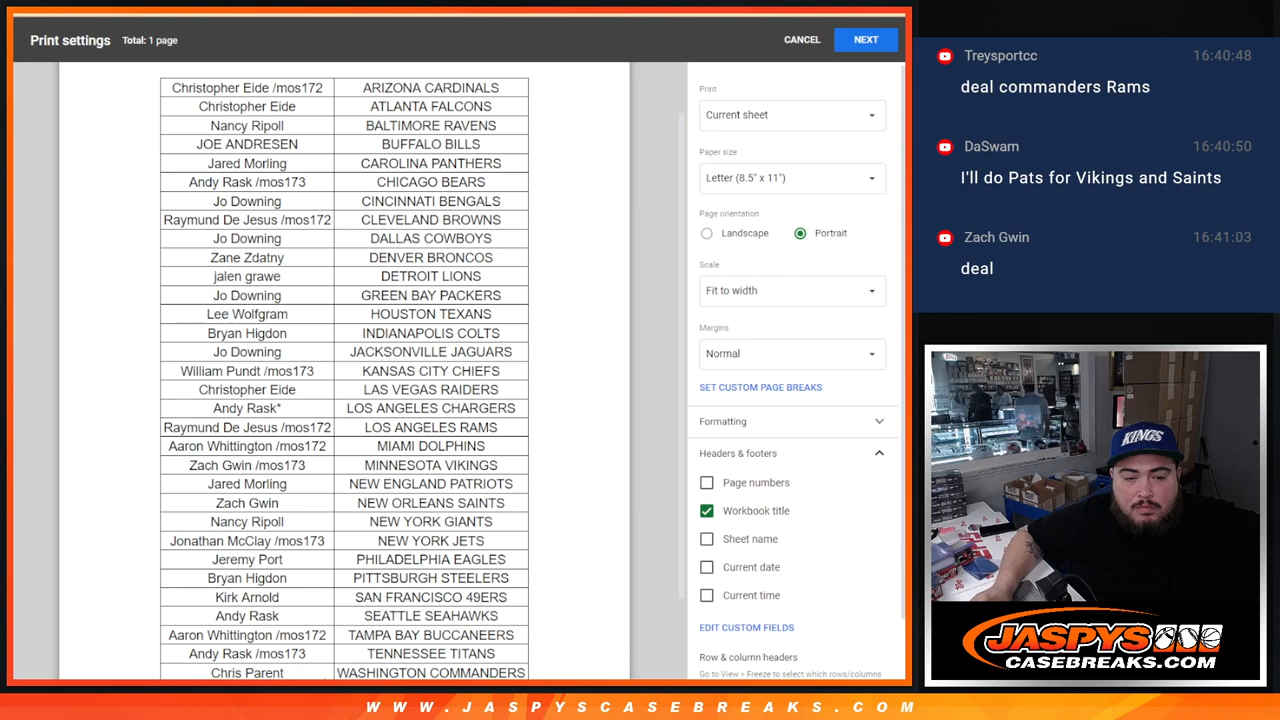 Print settings Total: 1 page CANCEL NEXT
Christopher Eide /mos172 ARIZONA CARDINALS
Christopher Eide ATLANTA FALCONS
Nancy Ripoll BALTIMORE RAVENS
JOE ANDRESEN BUFFALO BILLS
Jared Morling CAROLINA PANTHERS
Andy Rask /mos173 CHICAGO BEARS
Jo Downing CINCINNATI BENGALS
Raymund De Jesus /mos172 CLEVELAND BROWNS
Jo Downing DALLAS COWBOYS
Zane Zdatny DENVER BRONCOS
jalen grawe DETROIT LIONS
Jo Downing GREEN BAY PACKERS
Lee Wolfgram HOUSTON TEXANS
Bryan Higdon INDIANAPOLIS COLTS
Jo Downing JACKSONVILLE JAGUARS
William Pundt /mos173 KANSAS CITY CHIEFS
Christopher Eide LAS VEGAS RAIDERS
Andy Rask* LOS ANGELES CHARGERS
Raymund De Jesus /mos172 LOS ANGELES RAMS
Aaron Whittington /mos172 MIAMI DOLPHINS
Zach Gwin /mos173 MINNESOTA VIKINGS
Jared Morling NEW ENGLAND PATRIOTS
Zach Gwin NEW ORLEANS SAINTS
Nancy Ripoll NEW YORK GIANTS
Jonathan McClay /mos173 NEW YORK JETS
Jeremy Port PHILADELPHIA EAGLES
Bryan Higdon PITTSBURGH STEELERS
Kirk Arnold SAN FRANCISCO 49ERS
Andy Rask SEATTLE SEAHAWKS
Aaron Whittington /mos172 TAMPA BAY BUCCANEERS
Andy Rask /mos173 TENNESSEE TITANS
Chris Parent WASHINGTON COMMANDERS
Print
Current sheet
Paper size
Letter (8.5" x 11")
Page orientation
Landscape Portrait
Scale
Fit to width
Margins
Normal
SET CUSTOM PAGE BREAKS
Formatting
Headers & footers
Page numbers
Workbook title
Sheet name
Current date
Current time
EDIT CUSTOM FIELDS
Row & column headers
Go to View > Freeze to select which rows/columns
Treysportcc 16:40:48
deal commanders Rams
DaSwam 16:40:50
I'll do Pats for Vikings and Saints
Zach Gwin 16:41:03
deal
KINGS
JASPYS
CASEBREAKS.COM
WWW.JASPYSCASEBREAKS.COM